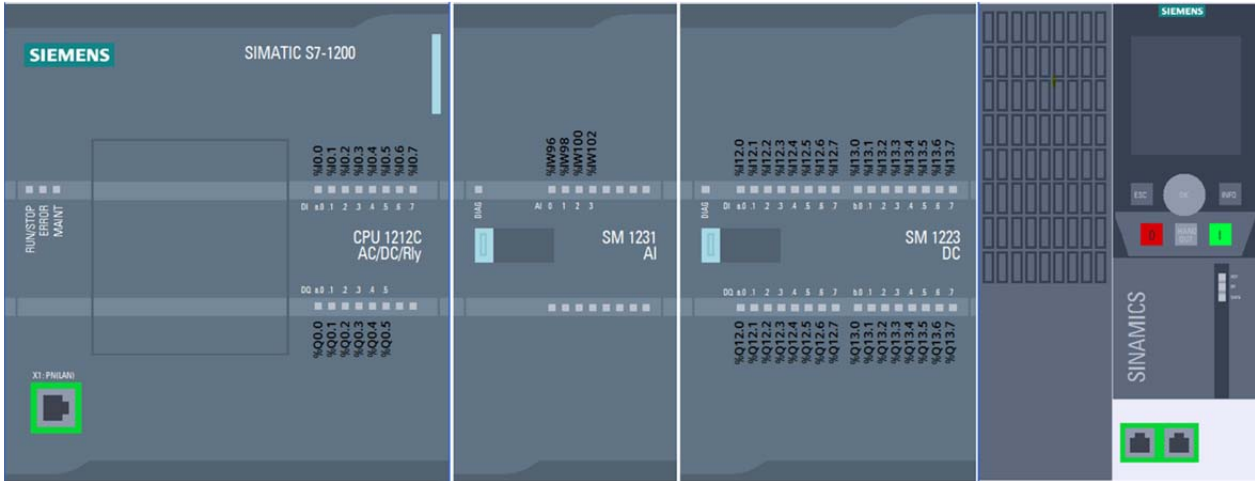 SIEMENS
SIMATIC S7-1200
%I0.0
%I0.1
%I0.2
%I0.3
%I0.4
%I0.5
%I0.6
%I0.7
DI a.0 .1 .2 .3 .4 .5 .6 .7
RUN/STOP
ERROR
MAINT
CPU 1212C
AC/DC/Rly
DQ a.0 .1 .2 .3 .4 .5
%Q0.0
%Q0.1
%Q0.2
%Q0.3
%Q0.4
%Q0.5
X1: PN(LAN)
%IW96
%IW98
%IW100
%IW102
DIAG
AI 0 1 2 3
SM 1231
AI
%I12.0
%I12.1
%I12.2
%I12.3
%I12.4
%I12.5
%I12.6
%I12.7
%I13.0
%I13.1
%I13.2
%I13.3
%I13.4
%I13.5
%I13.6
%I13.7
DIAG
DI a.0 .1 .2 .3 .4 .5 .6 .7 b.0 .1 .2 .3 .4 .5 .6 .7
SM 1223
DC
DQ a.0 .1 .2 .3 .4 .5 .6 .7 b.0 .1 .2 .3 .4 .5 .6 .7
%Q12.0
%Q12.1
%Q12.2
%Q12.3
%Q12.4
%Q12.5
%Q12.6
%Q12.7
%Q13.0
%Q13.1
%Q13.2
%Q13.3
%Q13.4
%Q13.5
%Q13.6
%Q13.7
SIEMENS
ESC
OK
INFO
0
HAND
I
SINAMICS